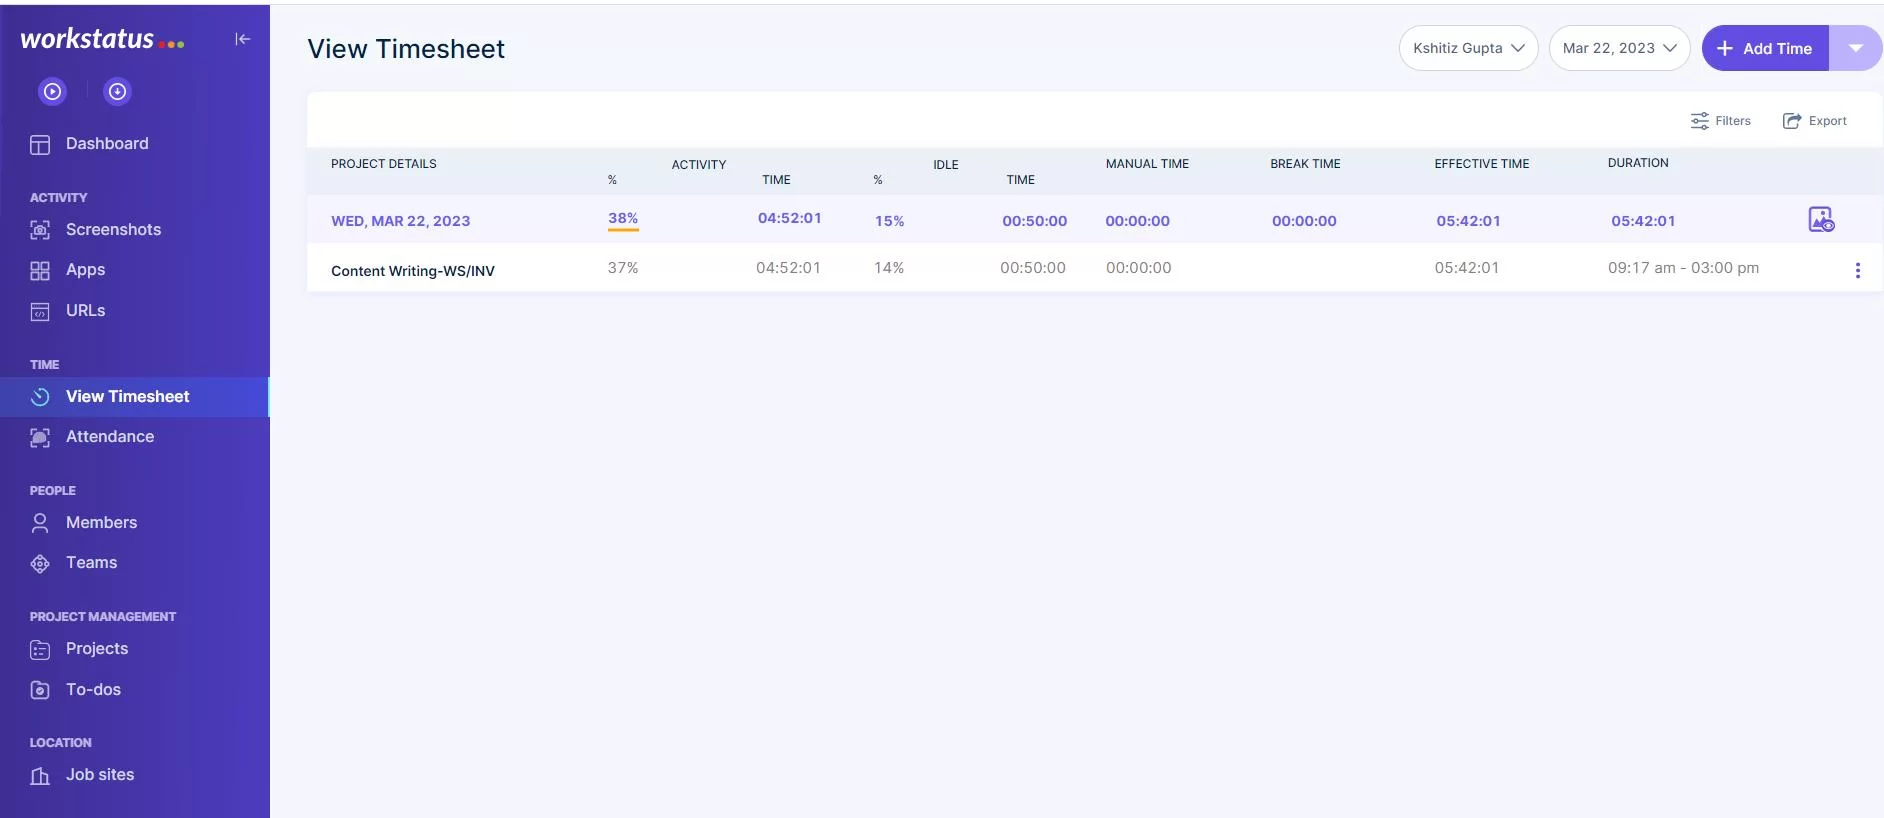 workstatus
View Timesheet
Kshitiz Gupta
Mar 22, 2023
+ Add Time
Dashboard
ACTIVITY
Screenshots
Apps
URLs
TIME
View Timesheet
Attendance
PEOPLE
Members
Teams
PROJECT MANAGEMENT
Projects
To-dos
LOCATION
Job sites
Filters
Export
PROJECT DETAILS ACTIVITY IDLE MANUAL TIME BREAK TIME EFFECTIVE TIME DURATION
% TIME % TIME
WED, MAR 22, 2023 38% 04:52:01 15% 00:50:00 00:00:00 00:00:00 05:42:01 05:42:01
Content Writing-WS/INV 37% 04:52:01 14% 00:50:00 00:00:00 05:42:01 09:17 am - 03:00 pm